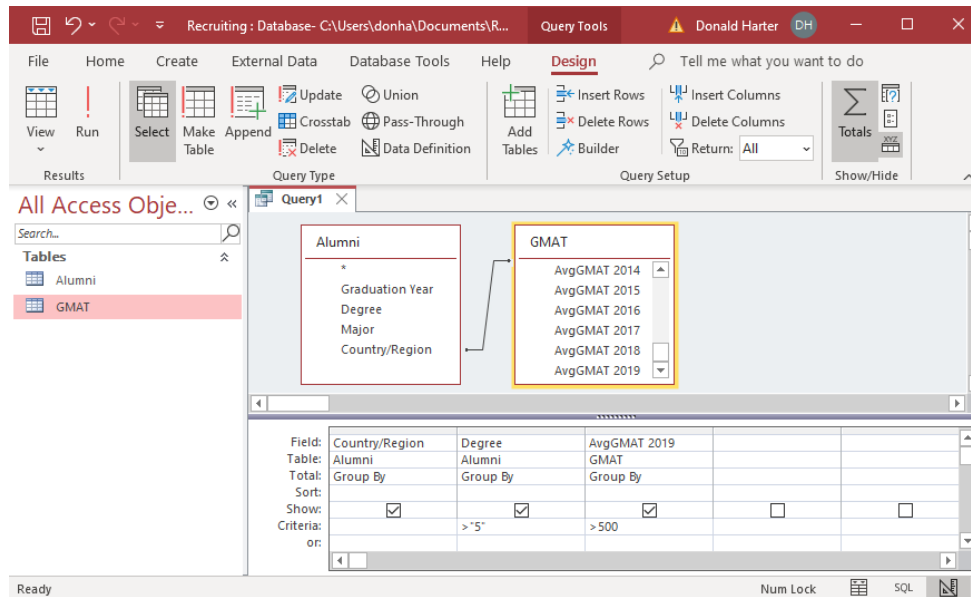 Recruiting : Database- C:\Users\donha\Documents\R... Query Tools Donald Harter DH
File Home Create External Data Database Tools Help Design Tell me what you want to do
View Run Select Make Table Append Update Union Crosstab Pass-Through Delete Data Definition Add Tables Insert Rows Insert Columns Delete Rows Delete Columns Builder Return: All Totals
Results Query Type Query Setup Show/Hide
All Access Obje... «
Query1
Search...
Tables
Alumni
GMAT
Alumni
*
Graduation Year
Degree
Major
Country/Region
GMAT
AvgGMAT 2014
AvgGMAT 2015
AvgGMAT 2016
AvgGMAT 2017
AvgGMAT 2018
AvgGMAT 2019
Field: Country/Region Degree AvgGMAT 2019
Table: Alumni Alumni GMAT
Total: Group By Group By Group By
Sort:
Show:
Criteria: >"5" >500
or:
Ready Num Lock SQL